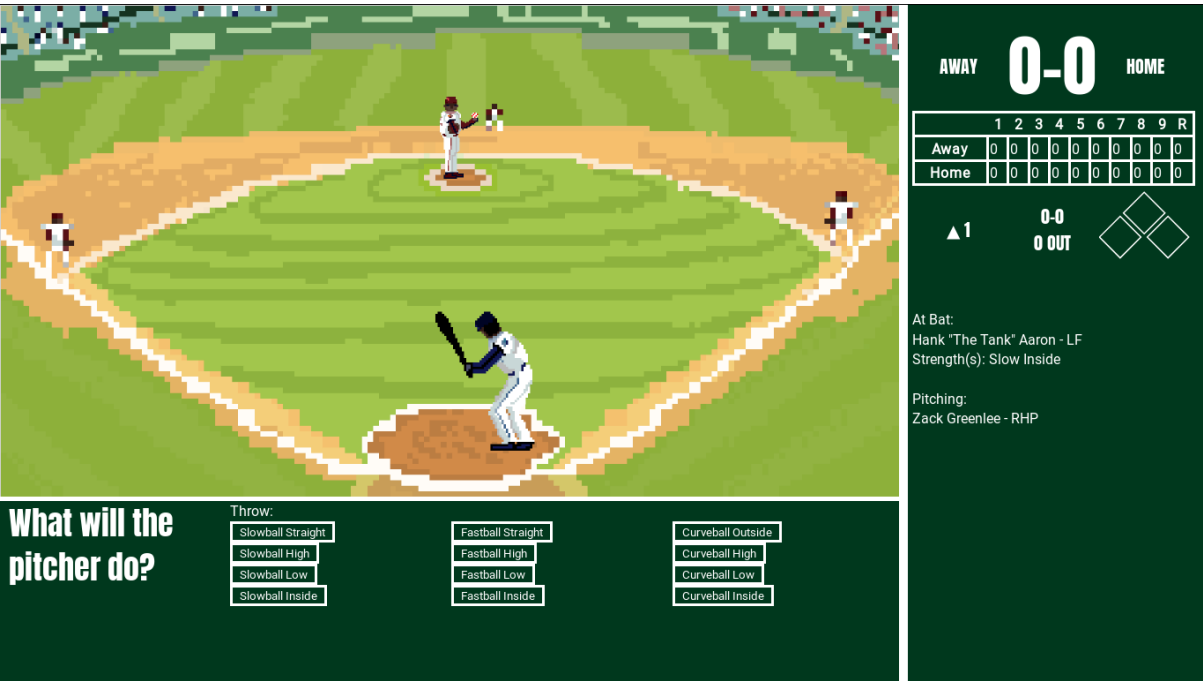 AWAY 0-0 HOME
1 2 3 4 5 6 7 8 9 R
Away 0 0 0 0 0 0 0 0 0 0
Home 0 0 0 0 0 0 0 0 0 0
▲1
0-0
0 OUT
At Bat:
Hank "The Tank" Aaron - LF
Strength(s): Slow Inside
Pitching:
Zack Greenlee - RHP
What will the
pitcher do?
Throw:
Slowball Straight
Slowball High
Slowball Low
Slowball Inside
Fastball Straight
Fastball High
Fastball Low
Fastball Inside
Curveball Outside
Curveball High
Curveball Low
Curveball Inside